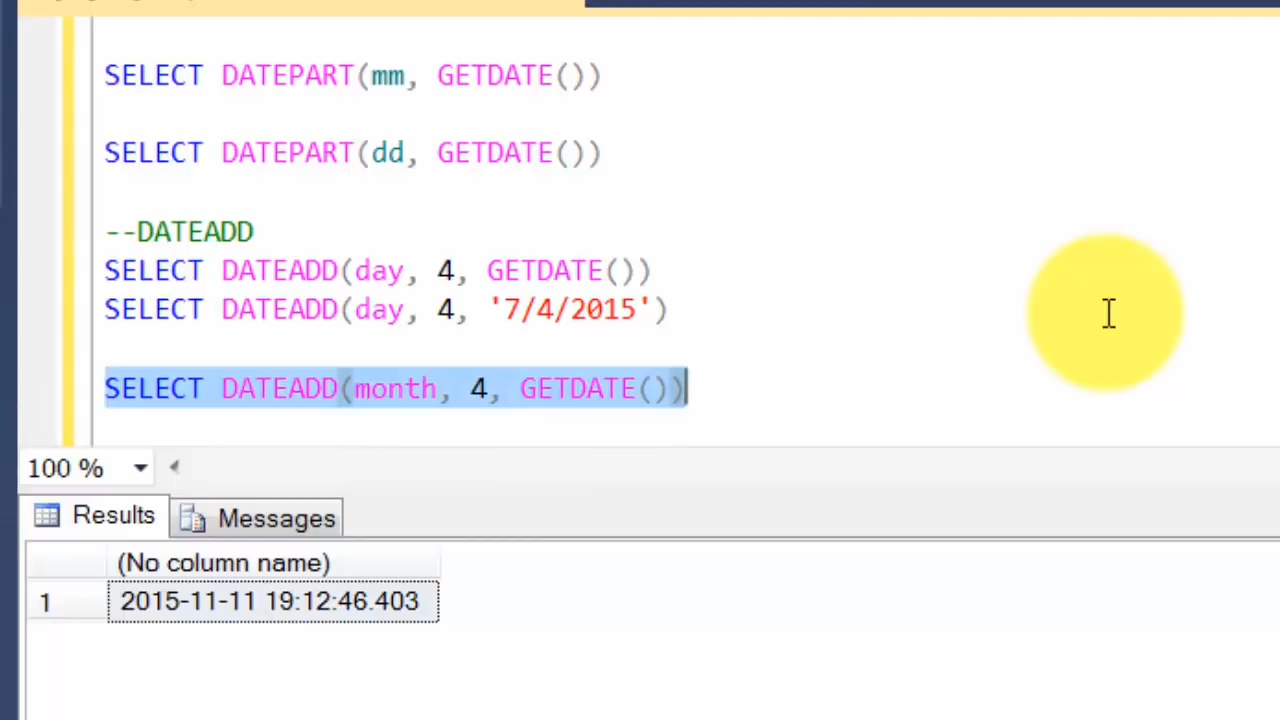 SELECT DATEPART(mm, GETDATE())
SELECT DATEPART(dd, GETDATE())
--DATEADD
SELECT DATEADD(day, 4, GETDATE())
SELECT DATEADD(day, 4, '7/4/2015')
SELECT DATEADD(month, 4, GETDATE())
100 %
Results Messages
(No column name)
1 2015-11-11 19:12:46.403